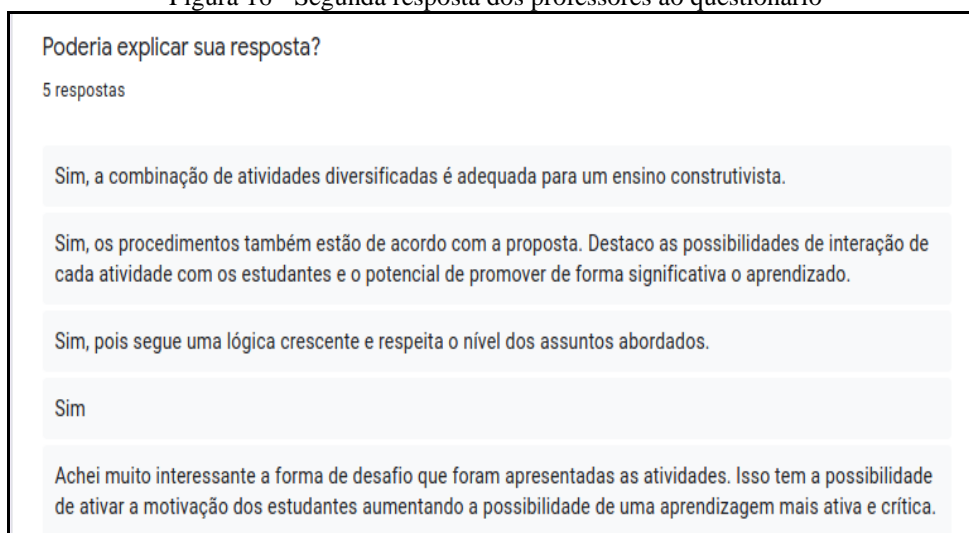 Figura 16 - Segunda resposta dos professores ao questionário
Poderia explicar sua resposta?
5 respostas
Sim, a combinação de atividades diversificadas é adequada para um ensino construtivista.
Sim, os procedimentos também estão de acordo com a proposta. Destaco as possibilidades de interação de
cada atividade com os estudantes e o potencial de promover de forma significativa o aprendizado.
Sim, pois segue uma lógica crescente e respeita o nível dos assuntos abordados.
Sim
Achei muito interessante a forma de desafio que foram apresentadas as atividades. Isso tem a possibilidade
de ativar a motivação dos estudantes aumentando a possibilidade de uma aprendizagem mais ativa e crítica.